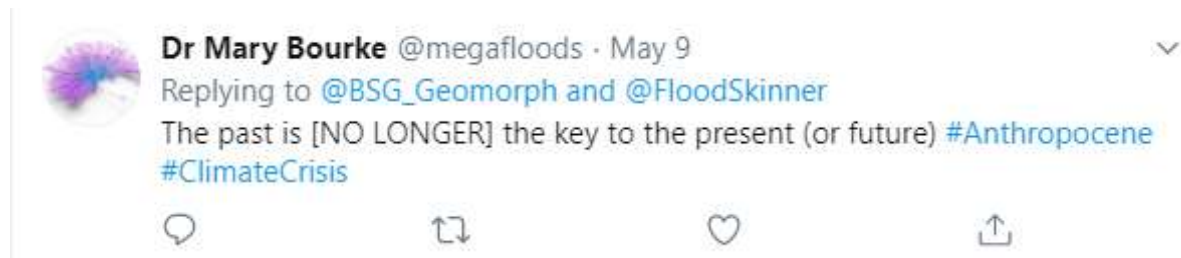 Dr Mary Bourke @megafloods · May 9
Replying to @BSG_Geomorph and @FloodSkinner
The past is [NO LONGER] the key to the present (or future) #Anthropocene
#ClimateCrisis